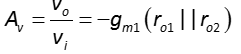 A_v = v_o / v_i = −g_m1 (r_o1 || r_o2)